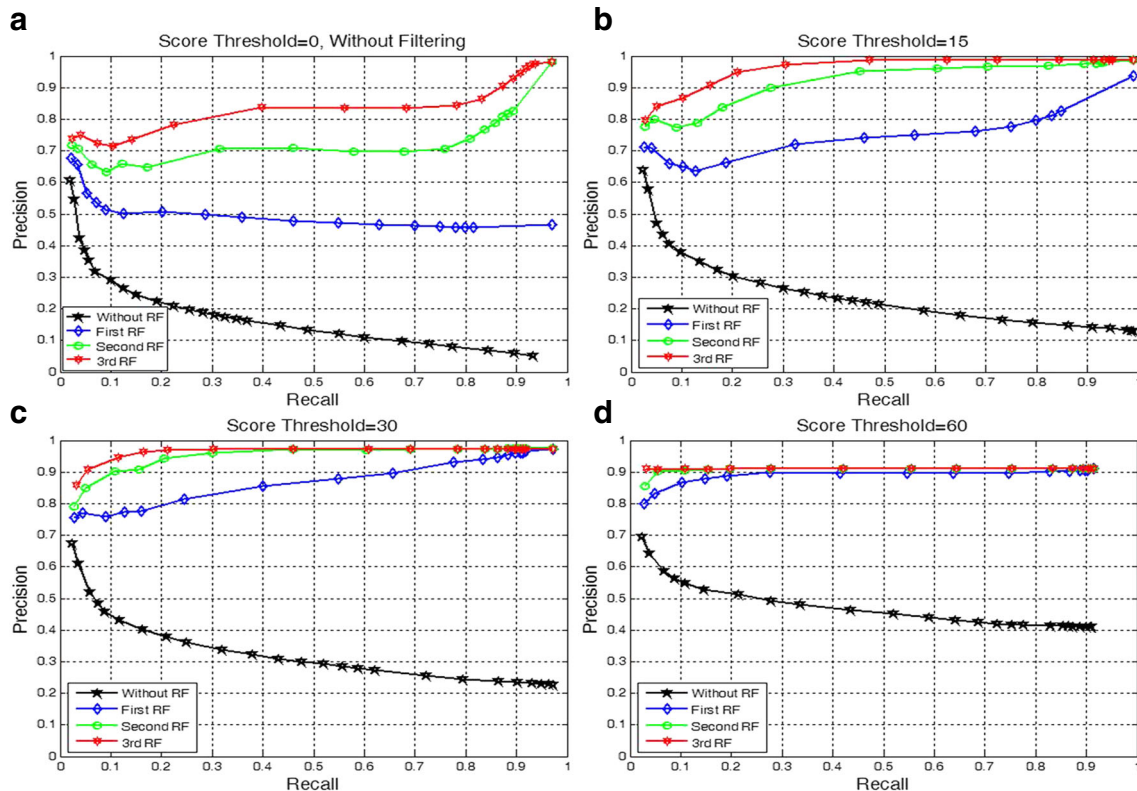 a
Score Threshold=0, Without Filtering
1
0.9
0.8
0.7
0.6
0.5
0.4
0.3
0.2
0.1
0
Precision
Without RF
First RF
Second RF
3rd RF
0 0.1 0.2 0.3 0.4 0.5 0.6 0.7 0.8 0.9 1
Recall
b
Score Threshold=15
1
0.9
0.8
0.7
0.6
0.5
0.4
0.3
0.2
0.1
0
Precision
Without RF
First RF
Second RF
3rd RF
0 0.1 0.2 0.3 0.4 0.5 0.6 0.7 0.8 0.9 1
Recall
c
Score Threshold=30
1
0.9
0.8
0.7
0.6
0.5
0.4
0.3
0.2
0.1
0
Precision
Without RF
First RF
Second RF
3rd RF
0 0.1 0.2 0.3 0.4 0.5 0.6 0.7 0.8 0.9 1
Recall
d
Score Threshold=60
1
0.9
0.8
0.7
0.6
0.5
0.4
0.3
0.2
0.1
0
Precision
Without RF
First RF
Second RF
3rd RF
0 0.1 0.2 0.3 0.4 0.5 0.6 0.7 0.8 0.9 1
Recall